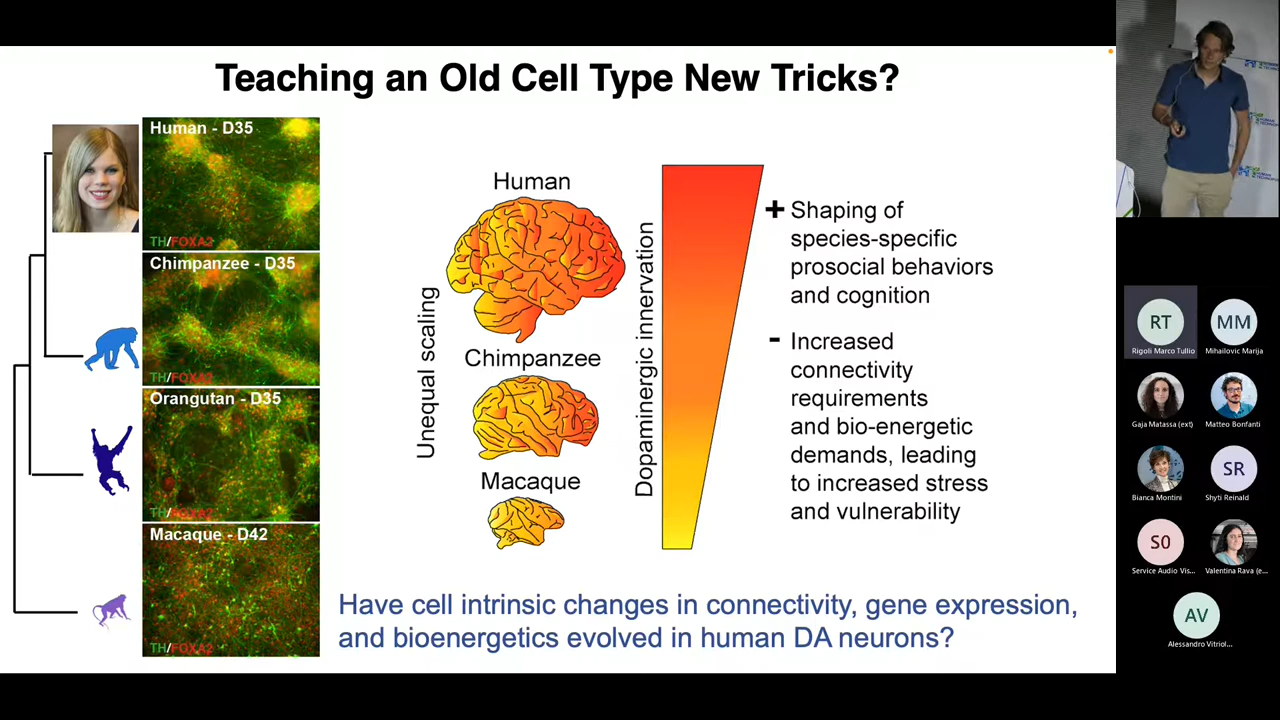 Teaching an Old Cell Type New Tricks?
Human - D35
TH/FOXA2
Chimpanzee - D35
TH/FOXA2
Orangutan - D35
TH/FOXA2
Macaque - D42
TH/FOXA2
Unequal scaling
Human
Chimpanzee
Macaque
Dopaminergic innervation
+ Shaping of
species-specific
prosocial behaviors
and cognition
- Increased
connectivity
requirements
and bio-energetic
demands, leading
to increased stress
and vulnerability
Have cell intrinsic changes in connectivity, gene expression,
and bioenergetics evolved in human DA neurons?
RT
Rigoli Marco Tullio
MM
Mihailovic Marija
Gaja Matassa (ext)
Matteo Bonfanti
Bianca Montini
SR
Shyti Reinald
S0
Service Audio Vis...
Valentina Rava (e...
AV
Alessandro Vitriol...